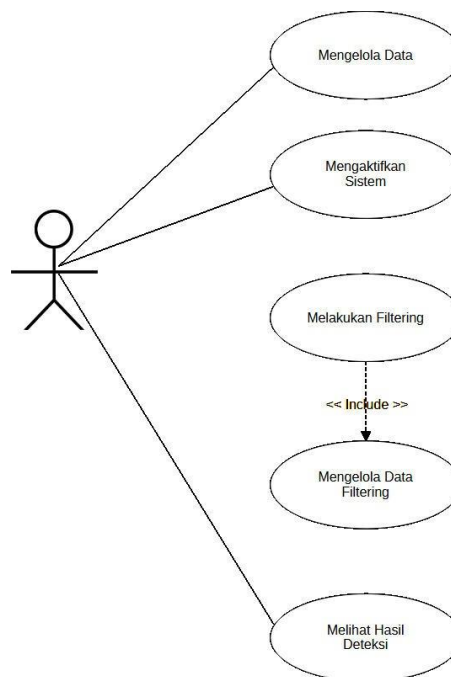 Mengelola Data
Mengaktifkan
Sistem
Melakukan Filtering
<< Include >>
Mengelola Data
Filtering
Melihat Hasil
Deteksi